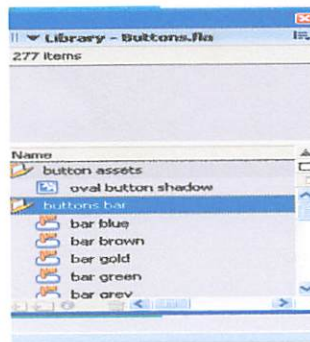 Library - Buttons.fla
277 items
Name
button assets
oval button shadow
buttons bar
bar blue
bar brown
bar gold
bar green
bar grey